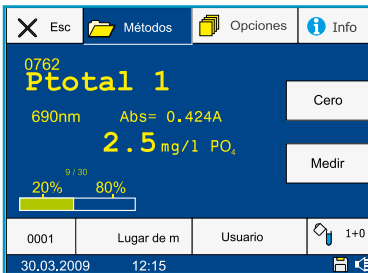 Esc Métodos Opciones Info
0762
Ptotal 1
Cero
690nm Abs= 0.424A
2.5 mg/l PO₄
Medir
9/30
20% 80%
0001 Lugar de m Usuario 1+0
30.03.2009 12:15